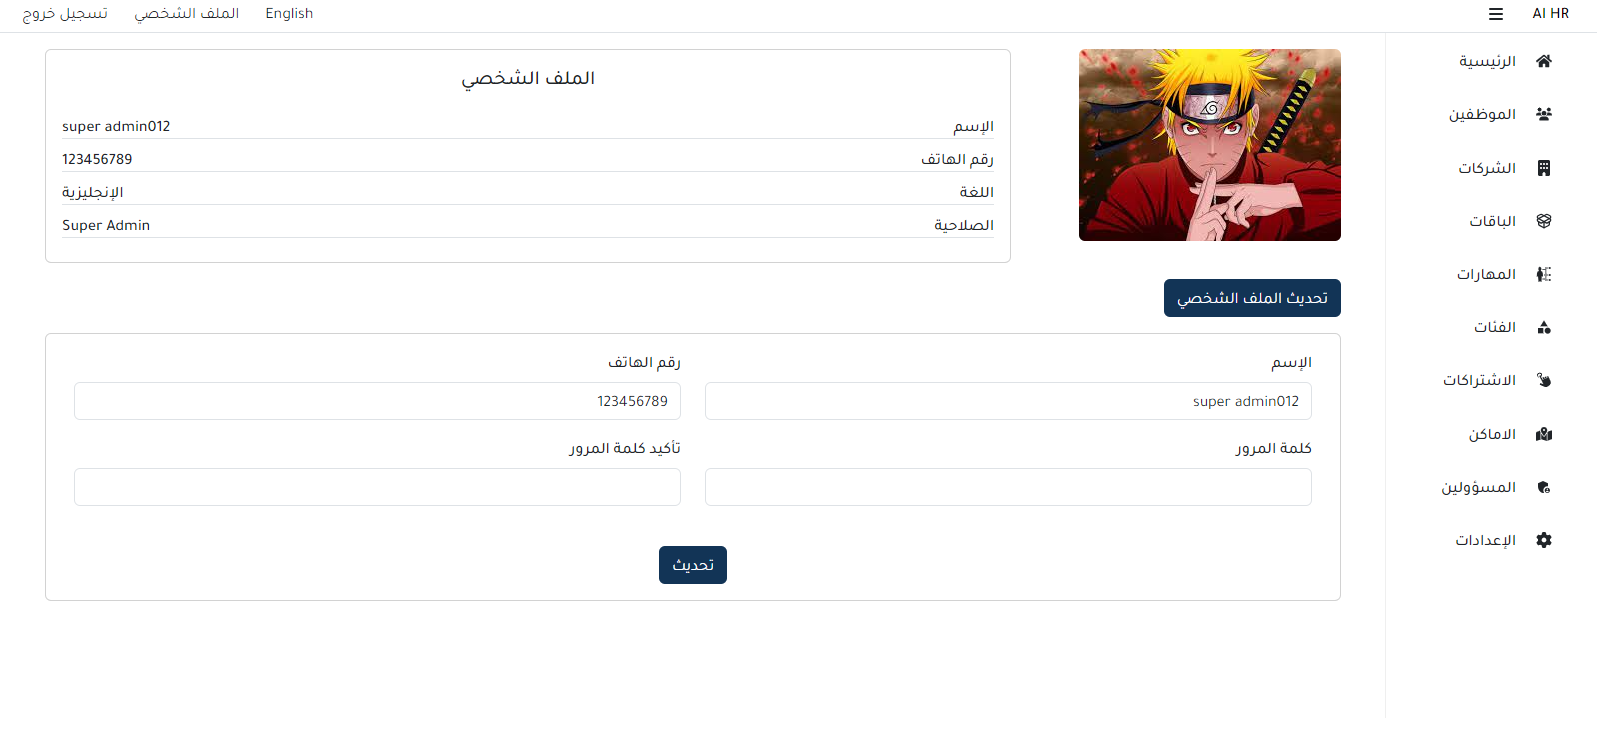 AI HR
English
الملف الشخصي
تسجيل خروج
الرئيسية
الموظفين
الشركات
الباقات
المهارات
الفئات
الاشتراكات
الاماكن
المسؤولين
الإعدادات
الملف الشخصي
الإسم super admin012
رقم الهاتف 123456789
اللغة الإنجليزية
الصلاحية Super Admin
تحديث الملف الشخصي
الإسم
super admin012
رقم الهاتف
123456789
كلمة المرور
تأكيد كلمة المرور
تحديث